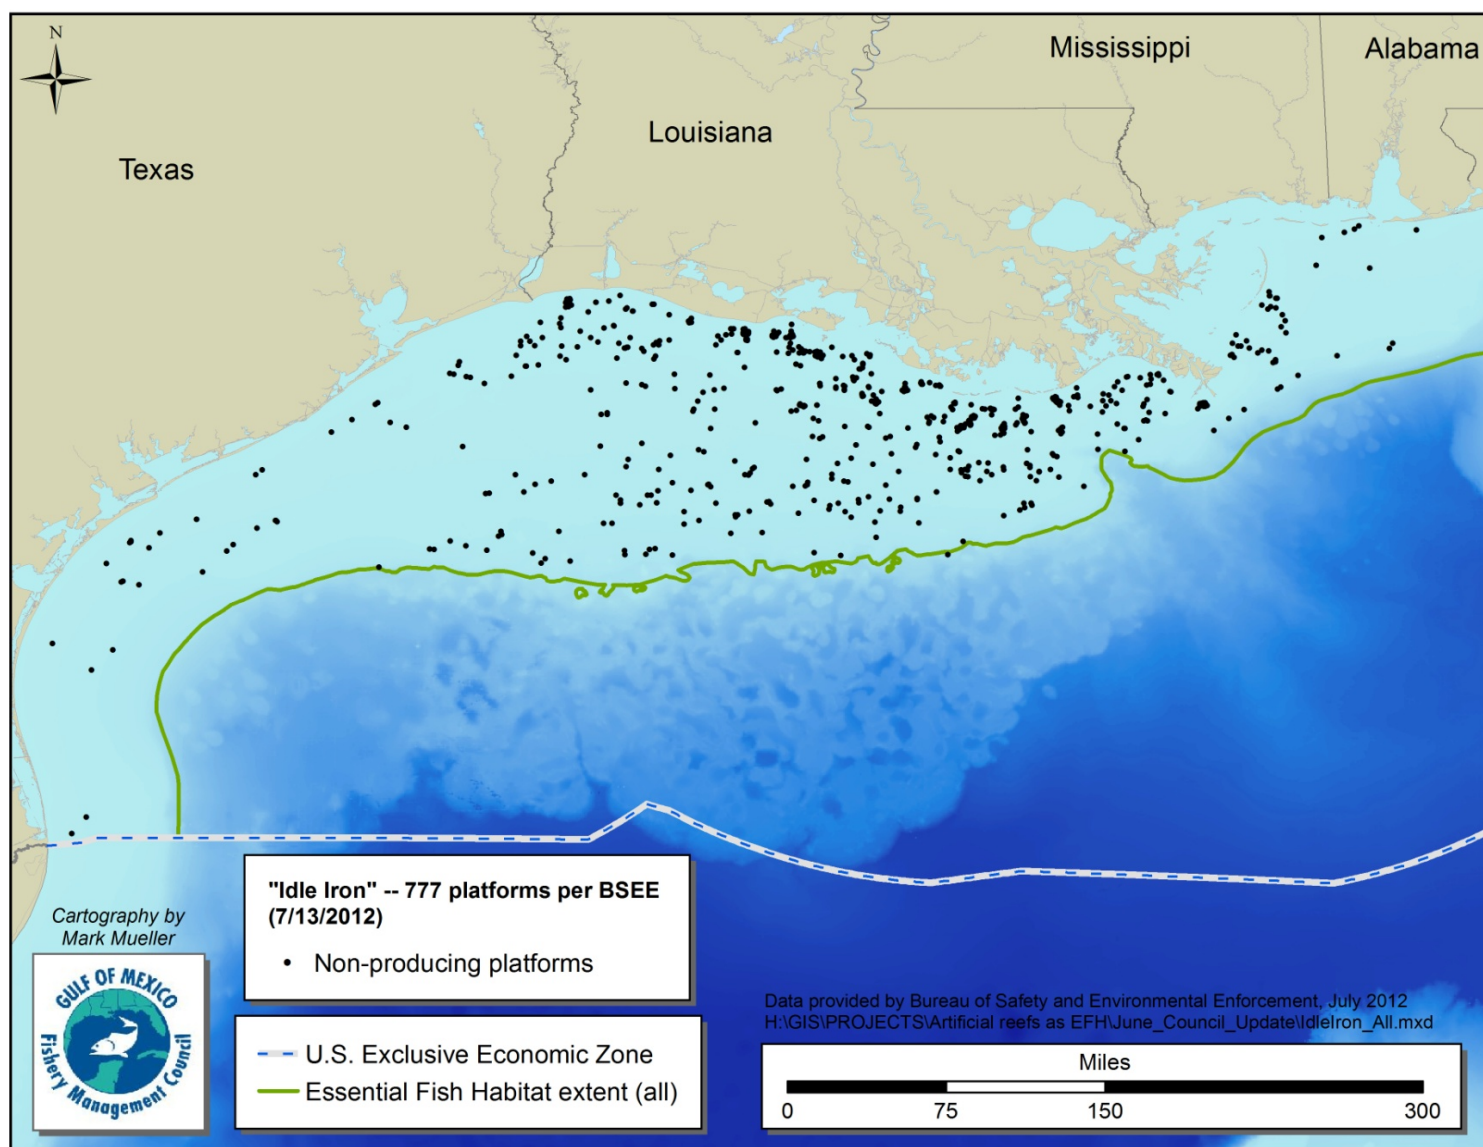 N
Mississippi
Alabama
Louisiana
Texas
"Idle Iron" -- 777 platforms per BSEE
(7/13/2012)
Non-producing platforms
Cartography by
Mark Mueller
GULF OF MEXICO
Fishery Management Council
U.S. Exclusive Economic Zone
Essential Fish Habitat extent (all)
Data provided by Bureau of Safety and Environmental Enforcement, July 2012
H:\GIS\PROJECTS\Artificial reefs as EFH\June_Council_Update\IdleIron_All.mxd
Miles
0 75 150 300